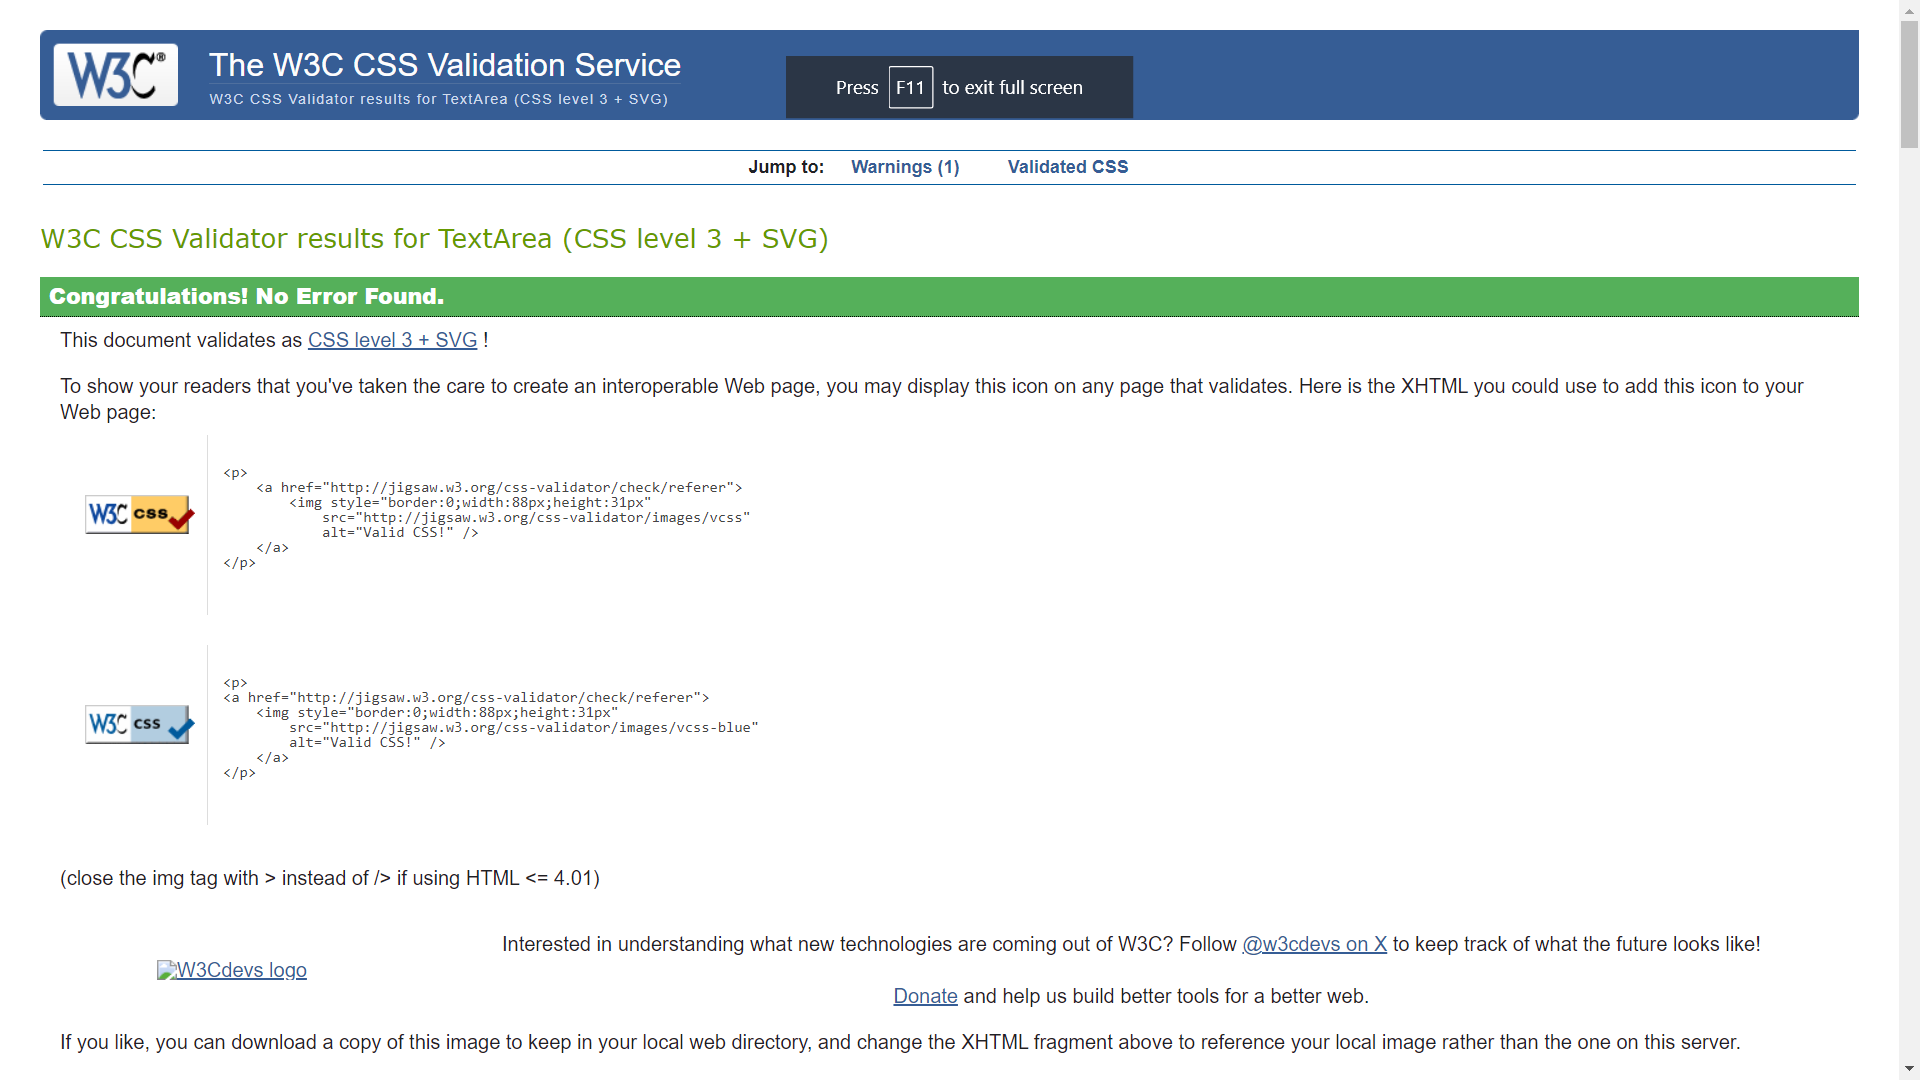 W3C®
The W3C CSS Validation Service
W3C CSS Validator results for TextArea (CSS level 3 + SVG)
Press F11 to exit full screen
Jump to: Warnings (1) Validated CSS
W3C CSS Validator results for TextArea (CSS level 3 + SVG)
Congratulations! No Error Found.
This document validates as CSS level 3 + SVG !
To show your readers that you've taken the care to create an interoperable Web page, you may display this icon on any page that validates. Here is the XHTML you could use to add this icon to your
Web page:
W3C css
<p>
    <a href="http://jigsaw.w3.org/css-validator/check/referer">
        <img style="border:0;width:88px;height:31px"
            src="http://jigsaw.w3.org/css-validator/images/vcss"
            alt="Valid CSS!" />
    </a>
</p>
W3C css
<p>
<a href="http://jigsaw.w3.org/css-validator/check/referer">
    <img style="border:0;width:88px;height:31px"
        src="http://jigsaw.w3.org/css-validator/images/vcss-blue"
        alt="Valid CSS!" />
    </a>
</p>
(close the img tag with > instead of /> if using HTML <= 4.01)
W3Cdevs logo
Interested in understanding what new technologies are coming out of W3C? Follow @w3cdevs on X to keep track of what the future looks like!
Donate and help us build better tools for a better web.
If you like, you can download a copy of this image to keep in your local web directory, and change the XHTML fragment above to reference your local image rather than the one on this server.